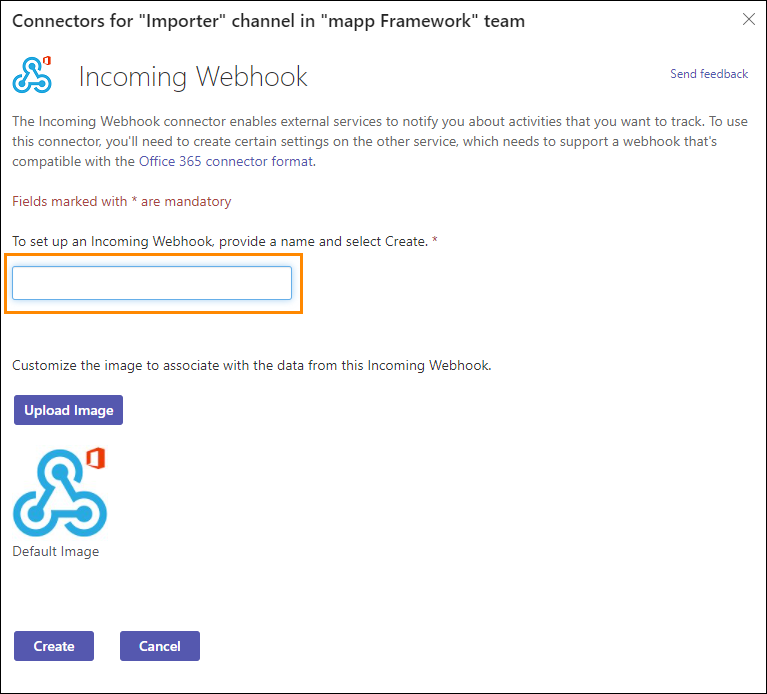 Connectors for "Importer" channel in "mapp Framework" team
Incoming Webhook
Send feedback
The Incoming Webhook connector enables external services to notify you about activities that you want to track. To use
this connector, you'll need to create certain settings on the other service, which needs to support a webhook that's
compatible with the Office 365 connector format.
Fields marked with * are mandatory
To set up an Incoming Webhook, provide a name and select Create. *
Customize the image to associate with the data from this Incoming Webhook.
Upload Image
Default Image
Create
Cancel